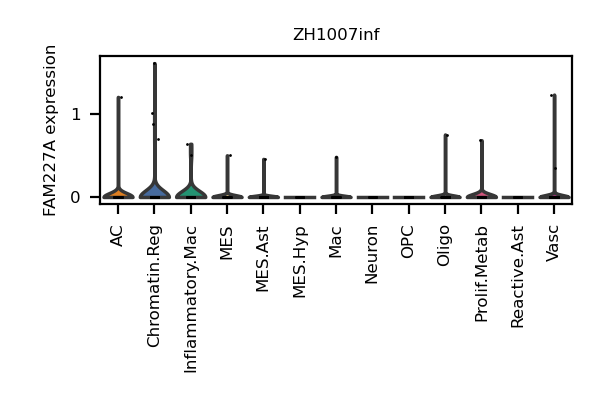 ZH1007inf
FAM227A expression
1
0
AC
Chromatin.Reg
Inflammatory.Mac
MES
MES.Ast
MES.Hyp
Mac
Neuron
OPC
Oligo
Prolif.Metab
Reactive.Ast
Vasc